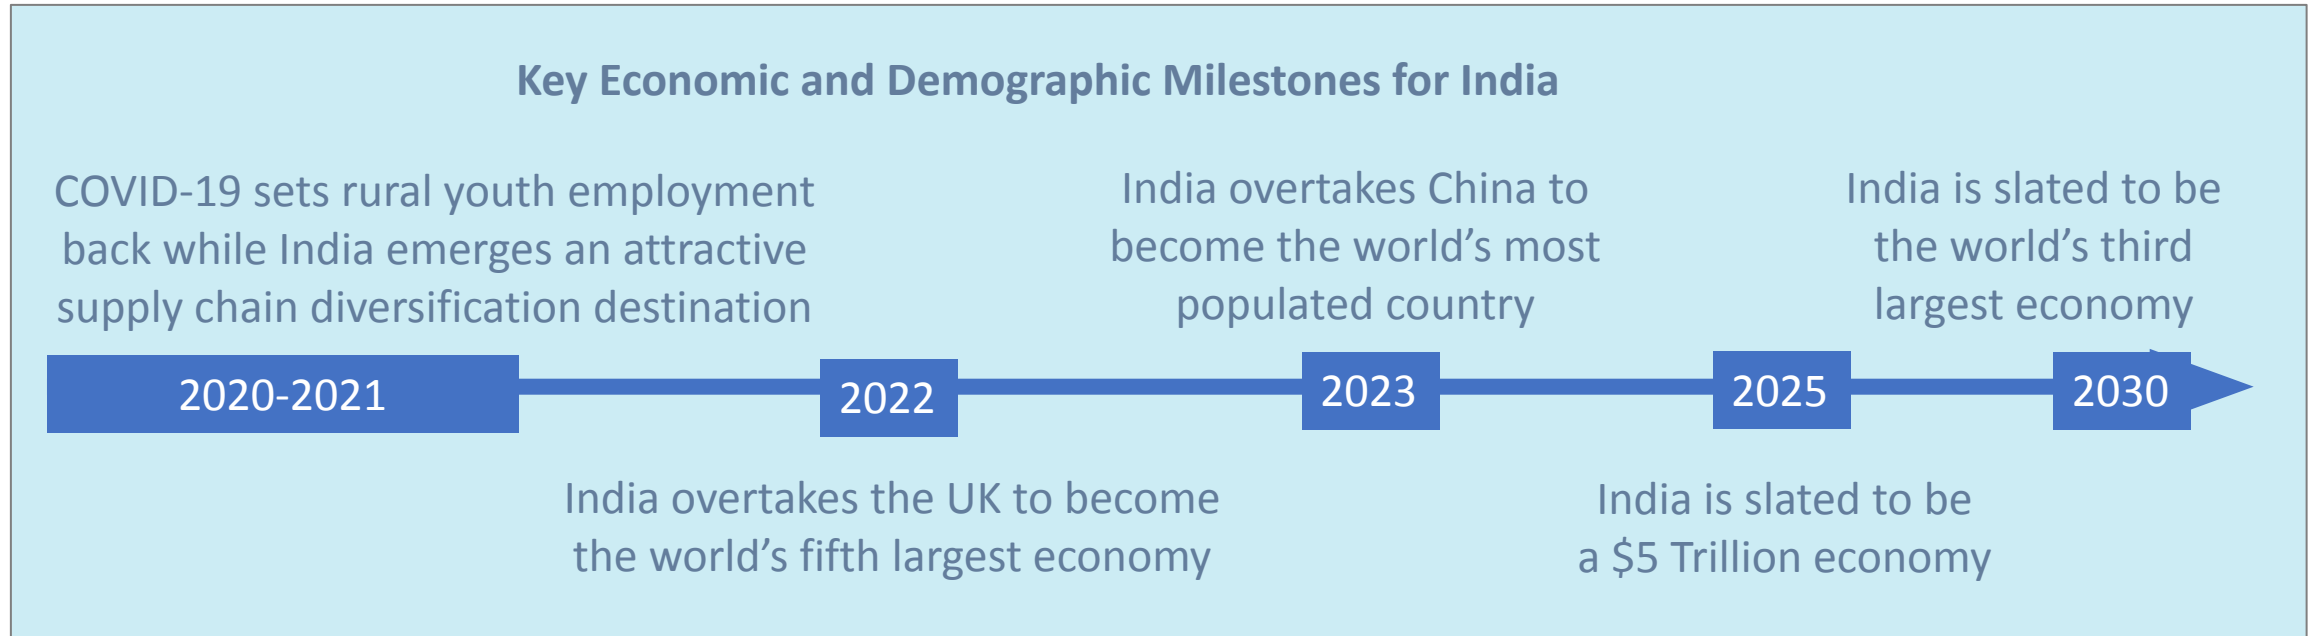 Key Economic and Demographic Milestones for India
COVID-19 sets rural youth employment
back while India emerges an attractive
supply chain diversification destination
India overtakes China to
become the world’s most
populated country
India is slated to be
the world’s third
largest economy
2020-2021
2022
2023
2025
2030
India overtakes the UK to become
the world’s fifth largest economy
India is slated to be
a $5 Trillion economy